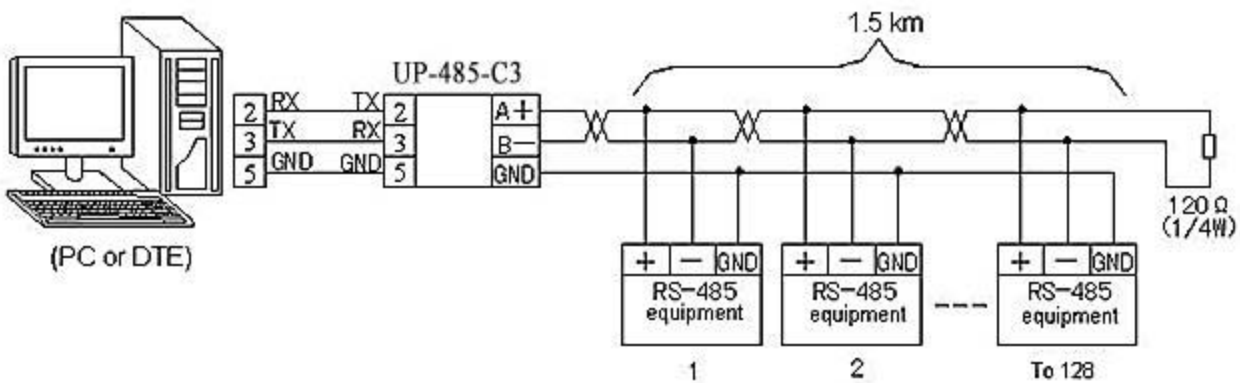 1.5 km
UP-485-C3
2 RX TX 2 A+
3 TX RX 3 B−
5 GND GND 5 GND
120 Ω
(1/4W)
(PC or DTE)
+ − GND
RS-485
equipment
1
+ − GND
RS-485
equipment
2
+ − GND
RS-485
equipment
To 128